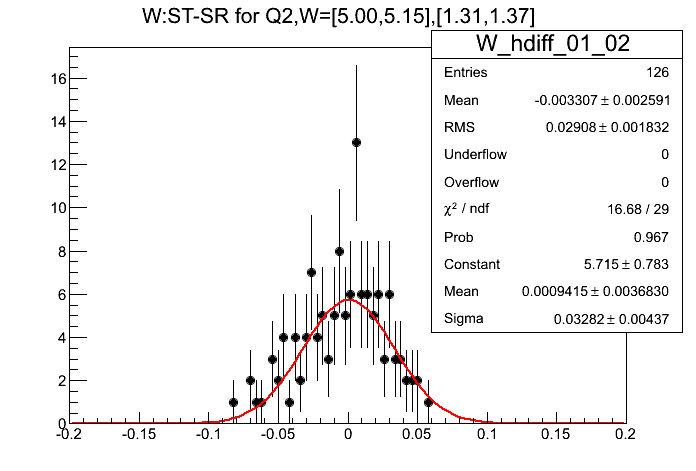 W:ST-SR for Q2,W=[5.00,5.15],[1.31,1.37]
W_hdiff_01_02
Entries 126
Mean -0.003307 ± 0.002591
RMS 0.02908 ± 0.001832
Underflow 0
Overflow 0
χ² / ndf 16.68 / 29
Prob 0.967
Constant 5.715 ± 0.783
Mean 0.0009415 ± 0.0036830
Sigma 0.03282 ± 0.00437
16
14
12
10
8
6
4
2
0
-0.2 -0.15 -0.1 -0.05 0 0.05 0.1 0.15 0.2